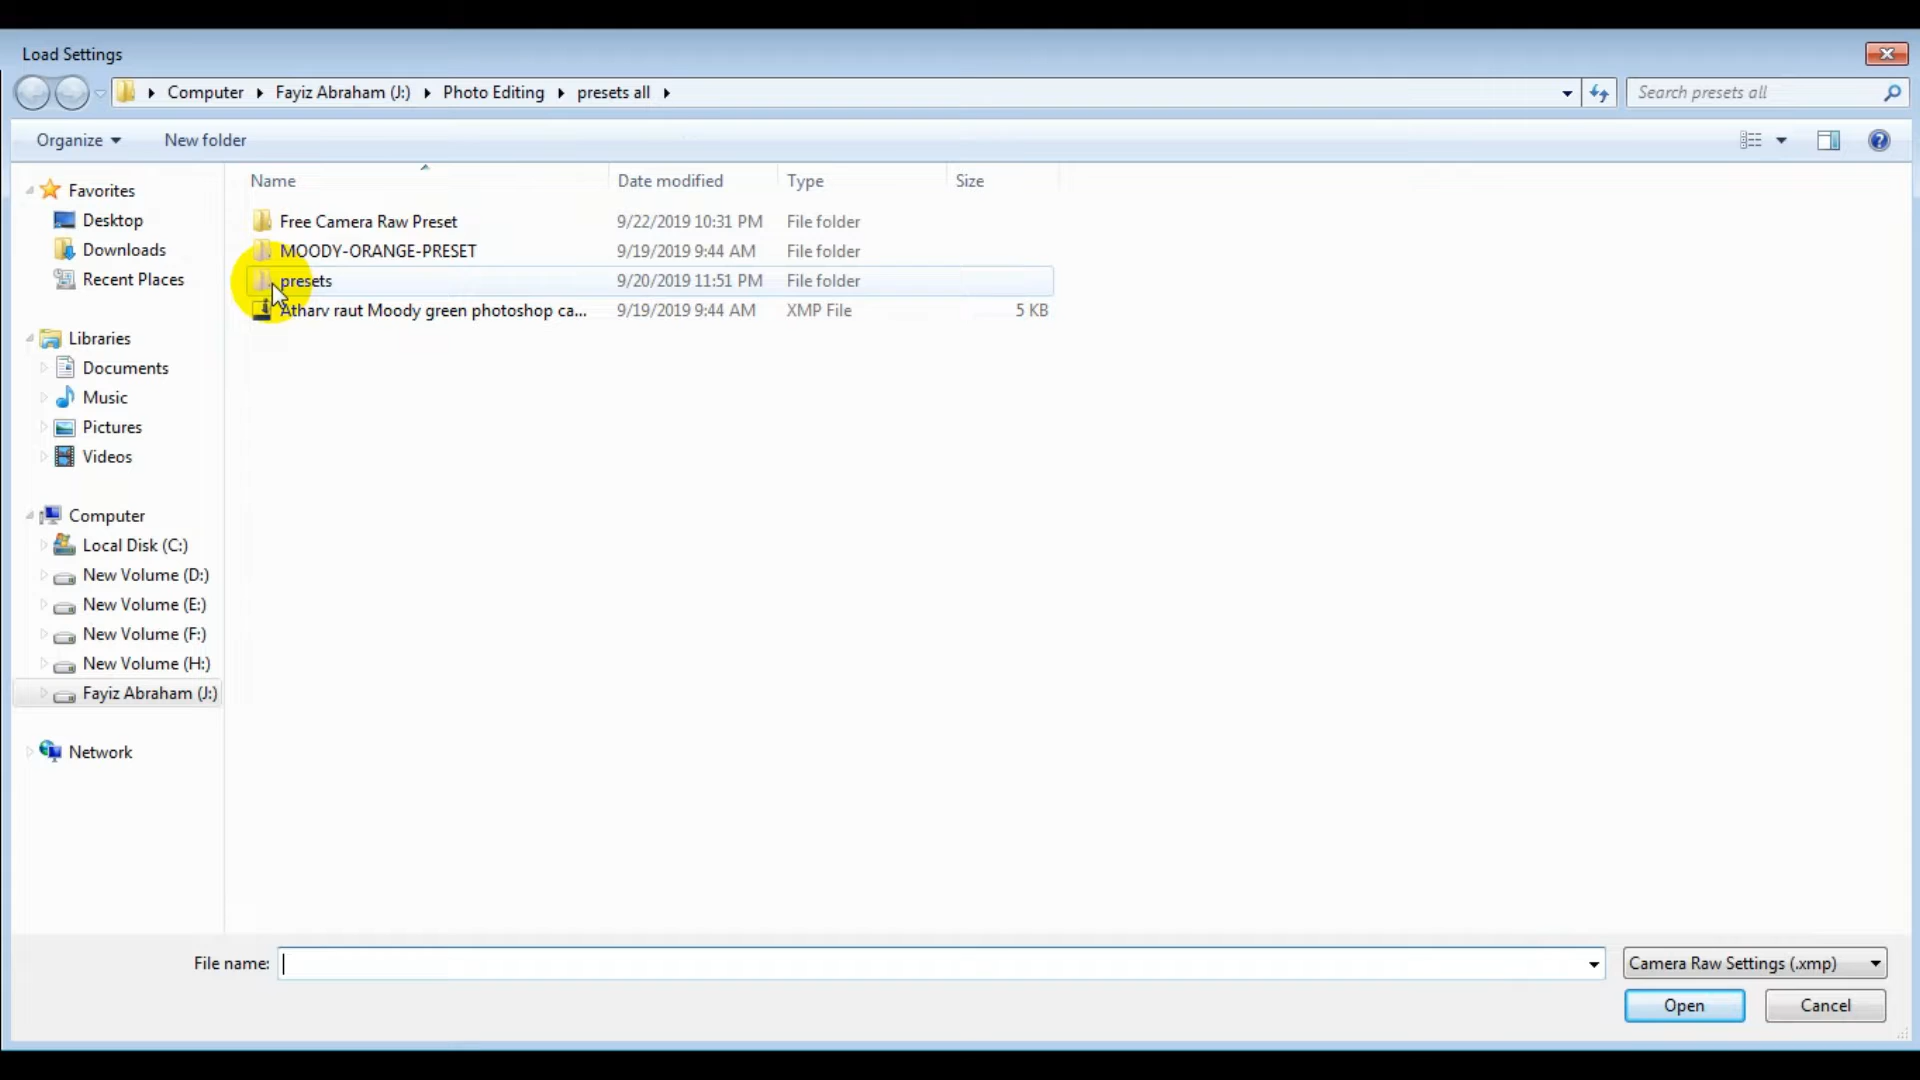 Load Settings
Computer Fayiz Abraham (J:) Photo Editing presets all
Search presets all
Organize New folder
Name Date modified Type Size
Free Camera Raw Preset 9/22/2019 10:31 PM File folder
MOODY-ORANGE-PRESET 9/19/2019 9:44 AM File folder
presets 9/20/2019 11:51 PM File folder
Atharv raut Moody green photoshop ca... 9/19/2019 9:44 AM XMP File 5 KB
Favorites
Desktop
Downloads
Recent Places
Libraries
Documents
Music
Pictures
Videos
Computer
Local Disk (C:)
New Volume (D:)
New Volume (E:)
New Volume (F:)
New Volume (H:)
Fayiz Abraham (J:)
Network
File name:
Camera Raw Settings (.xmp)
Open Cancel